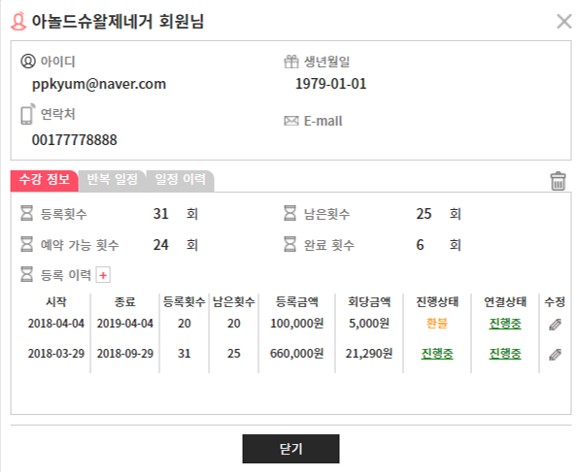 아놀드슈왈제네거 회원님
아이디 생년월일
ppkyum@naver.com 1979-01-01
연락처 E-mail
00177778888
수강 정보 반복 일정 일정 이력
등록횟수 31 회 남은횟수 25 회
예약 가능 횟수 24 회 완료 횟수 6 회
등록 이력 +
시작 종료 등록횟수 남은횟수 등록금액 회당금액 진행상태 연결상태 수정
2018-04-04 2019-04-04 20 20 100,000원 5,000원 환불 진행중
2018-03-29 2018-09-29 31 25 660,000원 21,290원 진행중 진행중
닫기